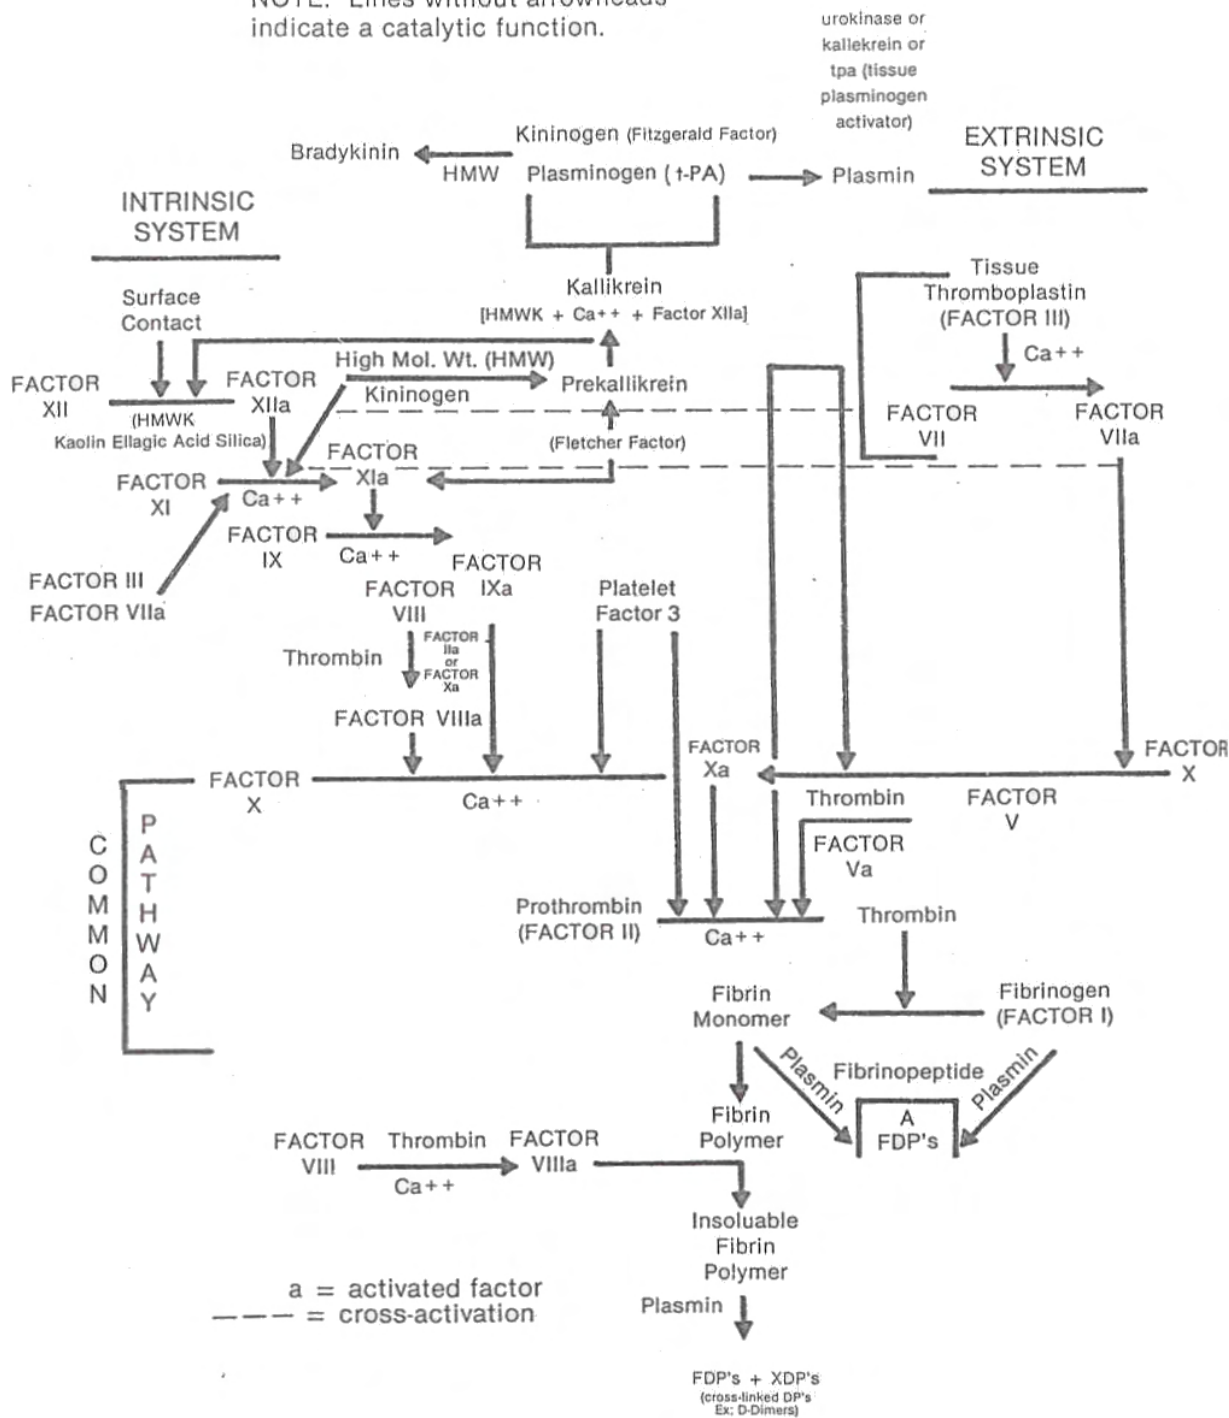 NOTE: Lines without arrowheads
indicate a catalytic function.
urokinase or
kallekrein or
tpa (tissue
plasminogen
activator)
Kininogen (Fitzgerald Factor)
Bradykinin
HMW
Plasminogen (t-PA)
Plasmin
EXTRINSIC
SYSTEM
INTRINSIC
SYSTEM
Surface
Contact
Kallikrein
[HMWK + Ca++ + Factor XIIa]
Tissue
Thromboplastin
(FACTOR III)
Ca++
High Mol. Wt. (HMW)
Kininogen
Prekallikrein
FACTOR
XII
FACTOR
XIIa
(HMWK
Kaolin Ellagic Acid Silica)
(Fletcher Factor)
FACTOR
VII
FACTOR
VIIa
FACTOR
XI
Ca++
FACTOR
XIa
FACTOR
IX
Ca++
FACTOR
IXa
FACTOR III
FACTOR VIIa
FACTOR
VIII
Platelet
Factor 3
Thrombin
FACTOR
IIa
or
FACTOR
Xa
FACTOR VIIIa
FACTOR
X
Ca++
FACTOR
Xa
Thrombin
FACTOR
V
FACTOR
X
FACTOR
Va
COMMON
PATHWAY
Prothrombin
(FACTOR II)
Ca++
Thrombin
Fibrin
Monomer
Fibrinogen
(FACTOR I)
Plasmin
Fibrinopeptide
Plasmin
A
FDP's
Fibrin
Polymer
FACTOR
VIII
Thrombin
Ca++
FACTOR
VIIIa
Insoluable
Fibrin
Polymer
a = activated factor
--- = cross-activation
Plasmin
FDP's + XDP's
(cross-linked DP's
Ex; D-Dimers)